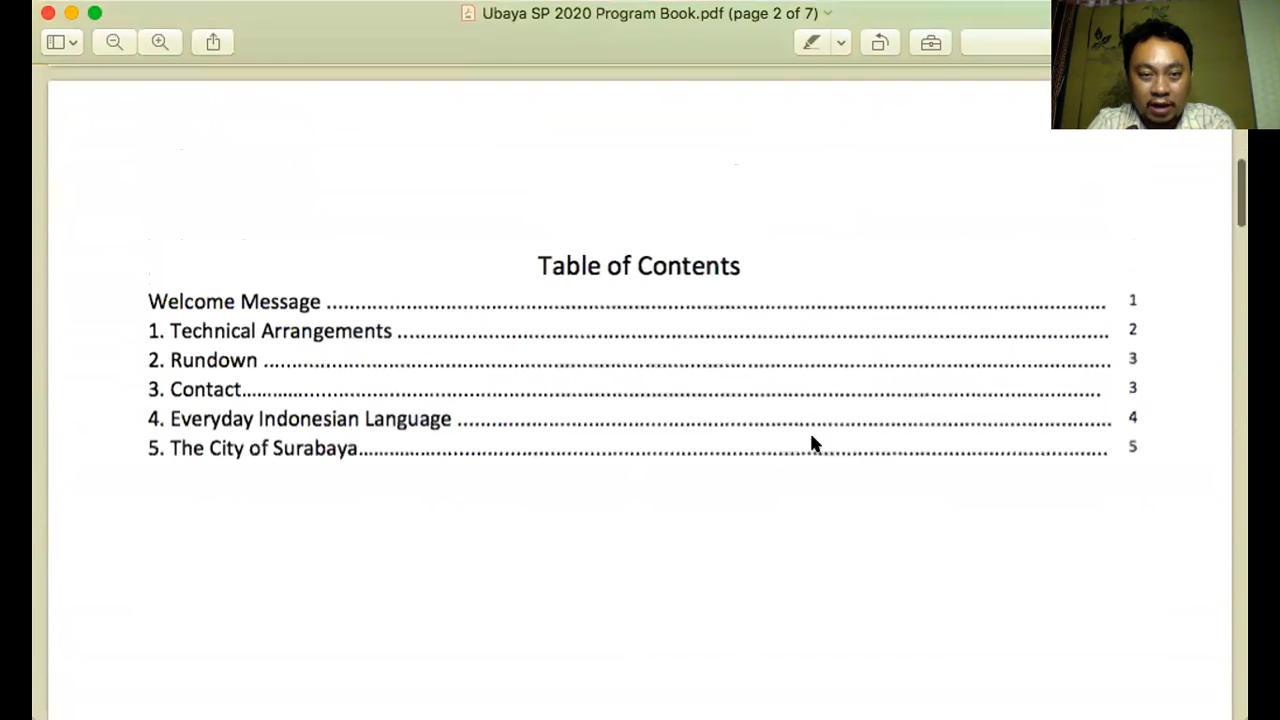 Ubaya SP 2020 Program Book.pdf (page 2 of 7)
Table of Contents
Welcome Message ........................................................................................................................ 1
1. Technical Arrangements ............................................................................................................. 2
2. Rundown ..................................................................................................................................... 3
3. Contact........................................................................................................................................ 3
4. Everyday Indonesian Language .................................................................................................. 4
5. The City of Surabaya................................................................................................................... 5